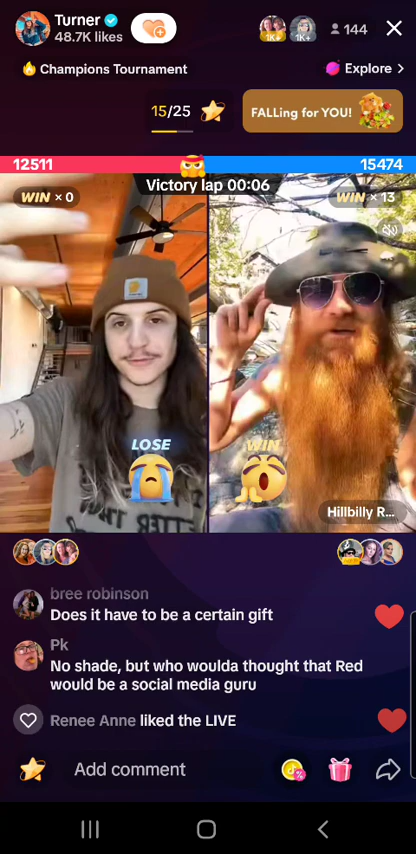 Turner
48.7K likes
1K+
1K+
144
Champions Tournament
Explore >
15/25
FALLing for YOU!
12511
15474
Victory lap 00:06
WIN × 0
WIN × 13
LOSE
WIN
Hillbilly R...
bree robinson
Does it have to be a certain gift
Pk
No shade, but who woulda thought that Red
would be a social media guru
Renee Anne liked the LIVE
Add comment